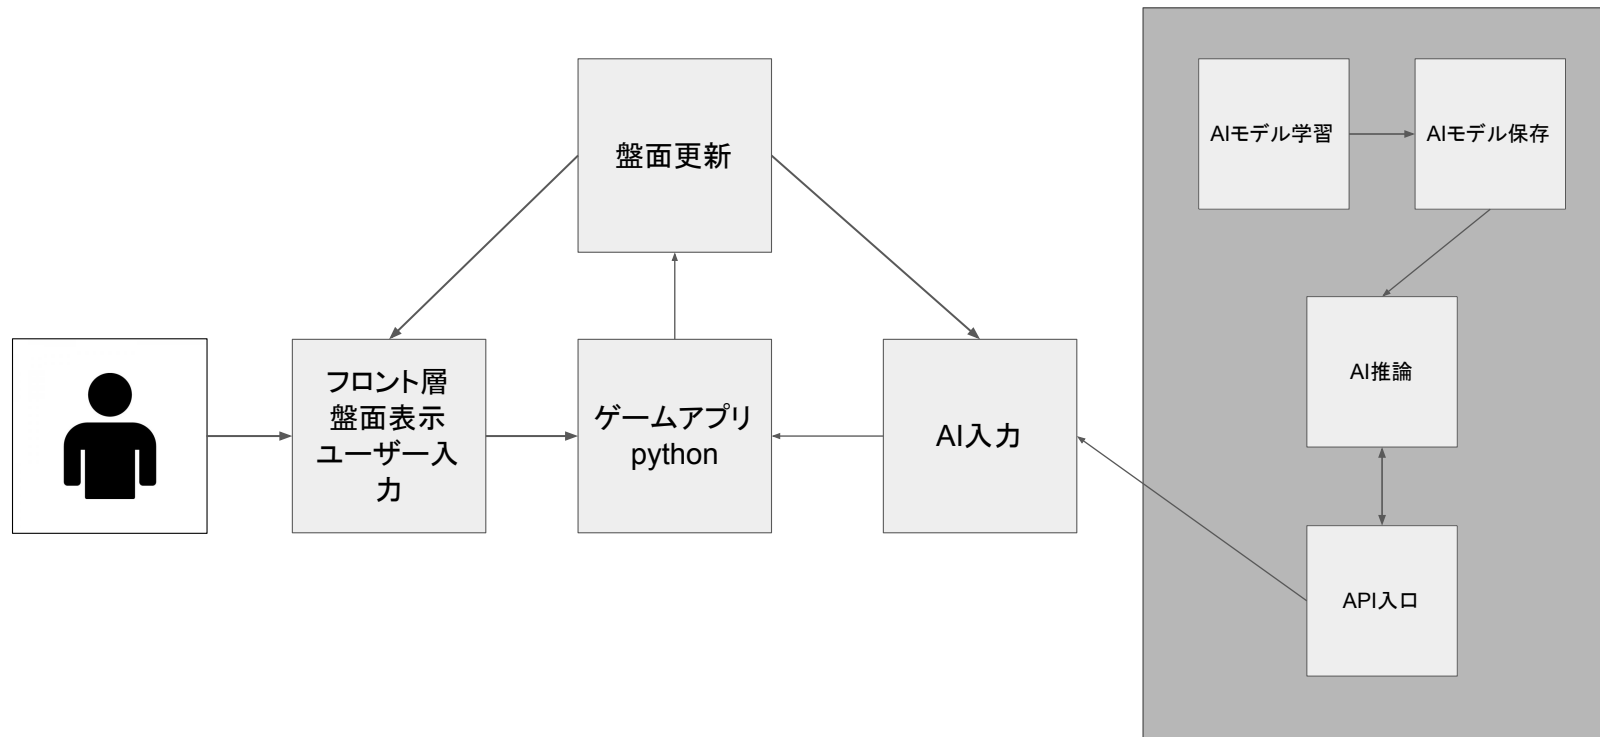 盤面更新
AIモデル学習
AIモデル保存
AI推論
フロント層
盤面表示
ユーザー入
力
ゲームアプリ
python
AI入力
API入口